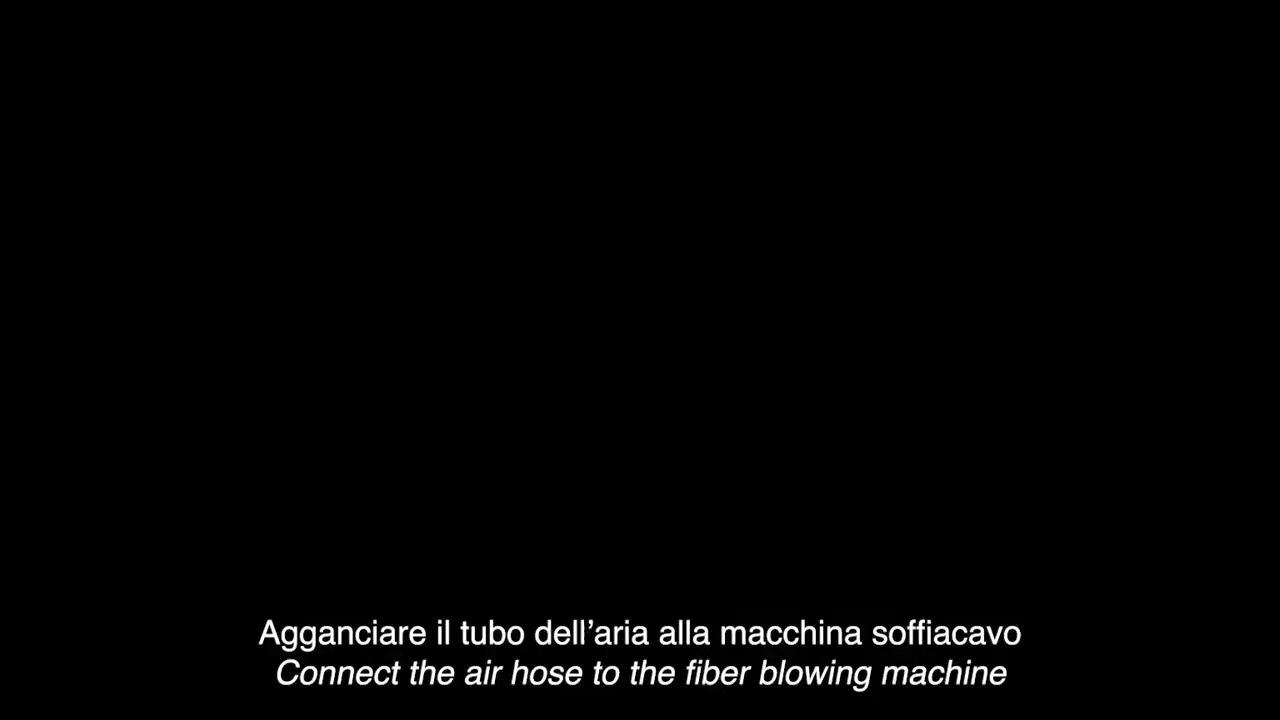 Agganciare il tubo dell’aria alla macchina soffiacavo
Connect the air hose to the fiber blowing machine